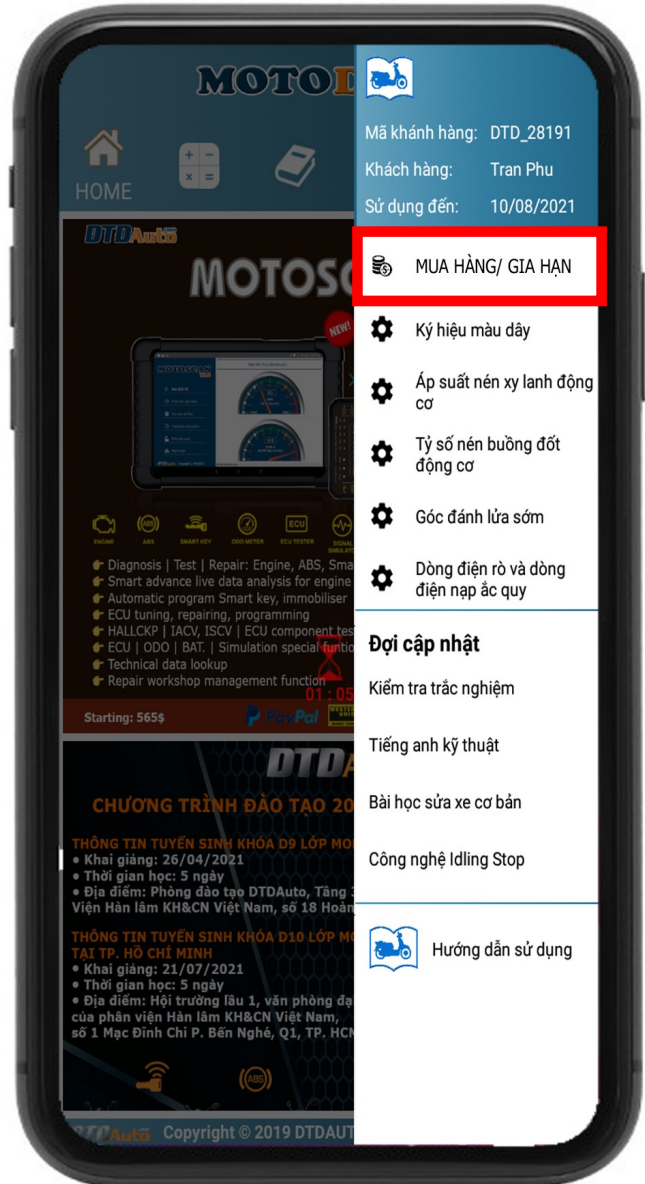 MOTOD
HOME
DTDAuto
MOTOSC
NEW!
MOTOSCAN
ENGINE ABS SMART KEY ODO METER ECU TESTER SIGNAL SIMULATO
ECU
Diagnosis | Test | Repair: Engine, ABS, Sma
Smart advance live data analysis for engine
Automatic program Smart key, immobiliser
ECU tuning, repairing, programming
HALLCKP | IACV, ISCV | ECU component tes
ECU | ODO | BAT. | Simulation special funtio
Technical data lookup
Repair workshop management function
01 : 05
Starting: 565$ PayPal WESTERN UNION
DTDA
CHƯƠNG TRÌNH ĐÀO TẠO 20
THÔNG TIN TUYỂN SINH KHÓA D9 LỚP MO
• Khai giảng: 26/04/2021
• Thời gian học: 5 ngày
• Địa điểm: Phòng đào tạo DTDAuto, Tầng 3
Viện Hàn lâm KH&CN Việt Nam, số 18 Hoàn
THÔNG TIN TUYỂN SINH KHÓA D10 LỚP MO
TẠI TP. HỒ CHÍ MINH
• Khai giảng: 21/07/2021
• Thời gian học: 5 ngày
• Địa điểm: Hội trường lầu 1, văn phòng đạ
của phân viện Hàn lâm KH&CN Việt Nam,
số 1 Mạc Đĩnh Chi P. Bến Nghé, Q1, TP. HCM
(ABS)
DTDAuto Copyright © 2019 DTDAUT
Mã khánh hàng: DTD_28191
Khách hàng: Tran Phu
Sử dụng đến: 10/08/2021
MUA HÀNG/ GIA HẠN
Ký hiệu màu dây
Áp suất nén xy lanh động
cơ
Tỷ số nén buồng đốt
động cơ
Góc đánh lửa sớm
Dòng điện rò và dòng
điện nạp ắc quy
Đợi cập nhật
Kiểm tra trắc nghiệm
Tiếng anh kỹ thuật
Bài học sửa xe cơ bản
Công nghệ Idling Stop
Hướng dẫn sử dụng